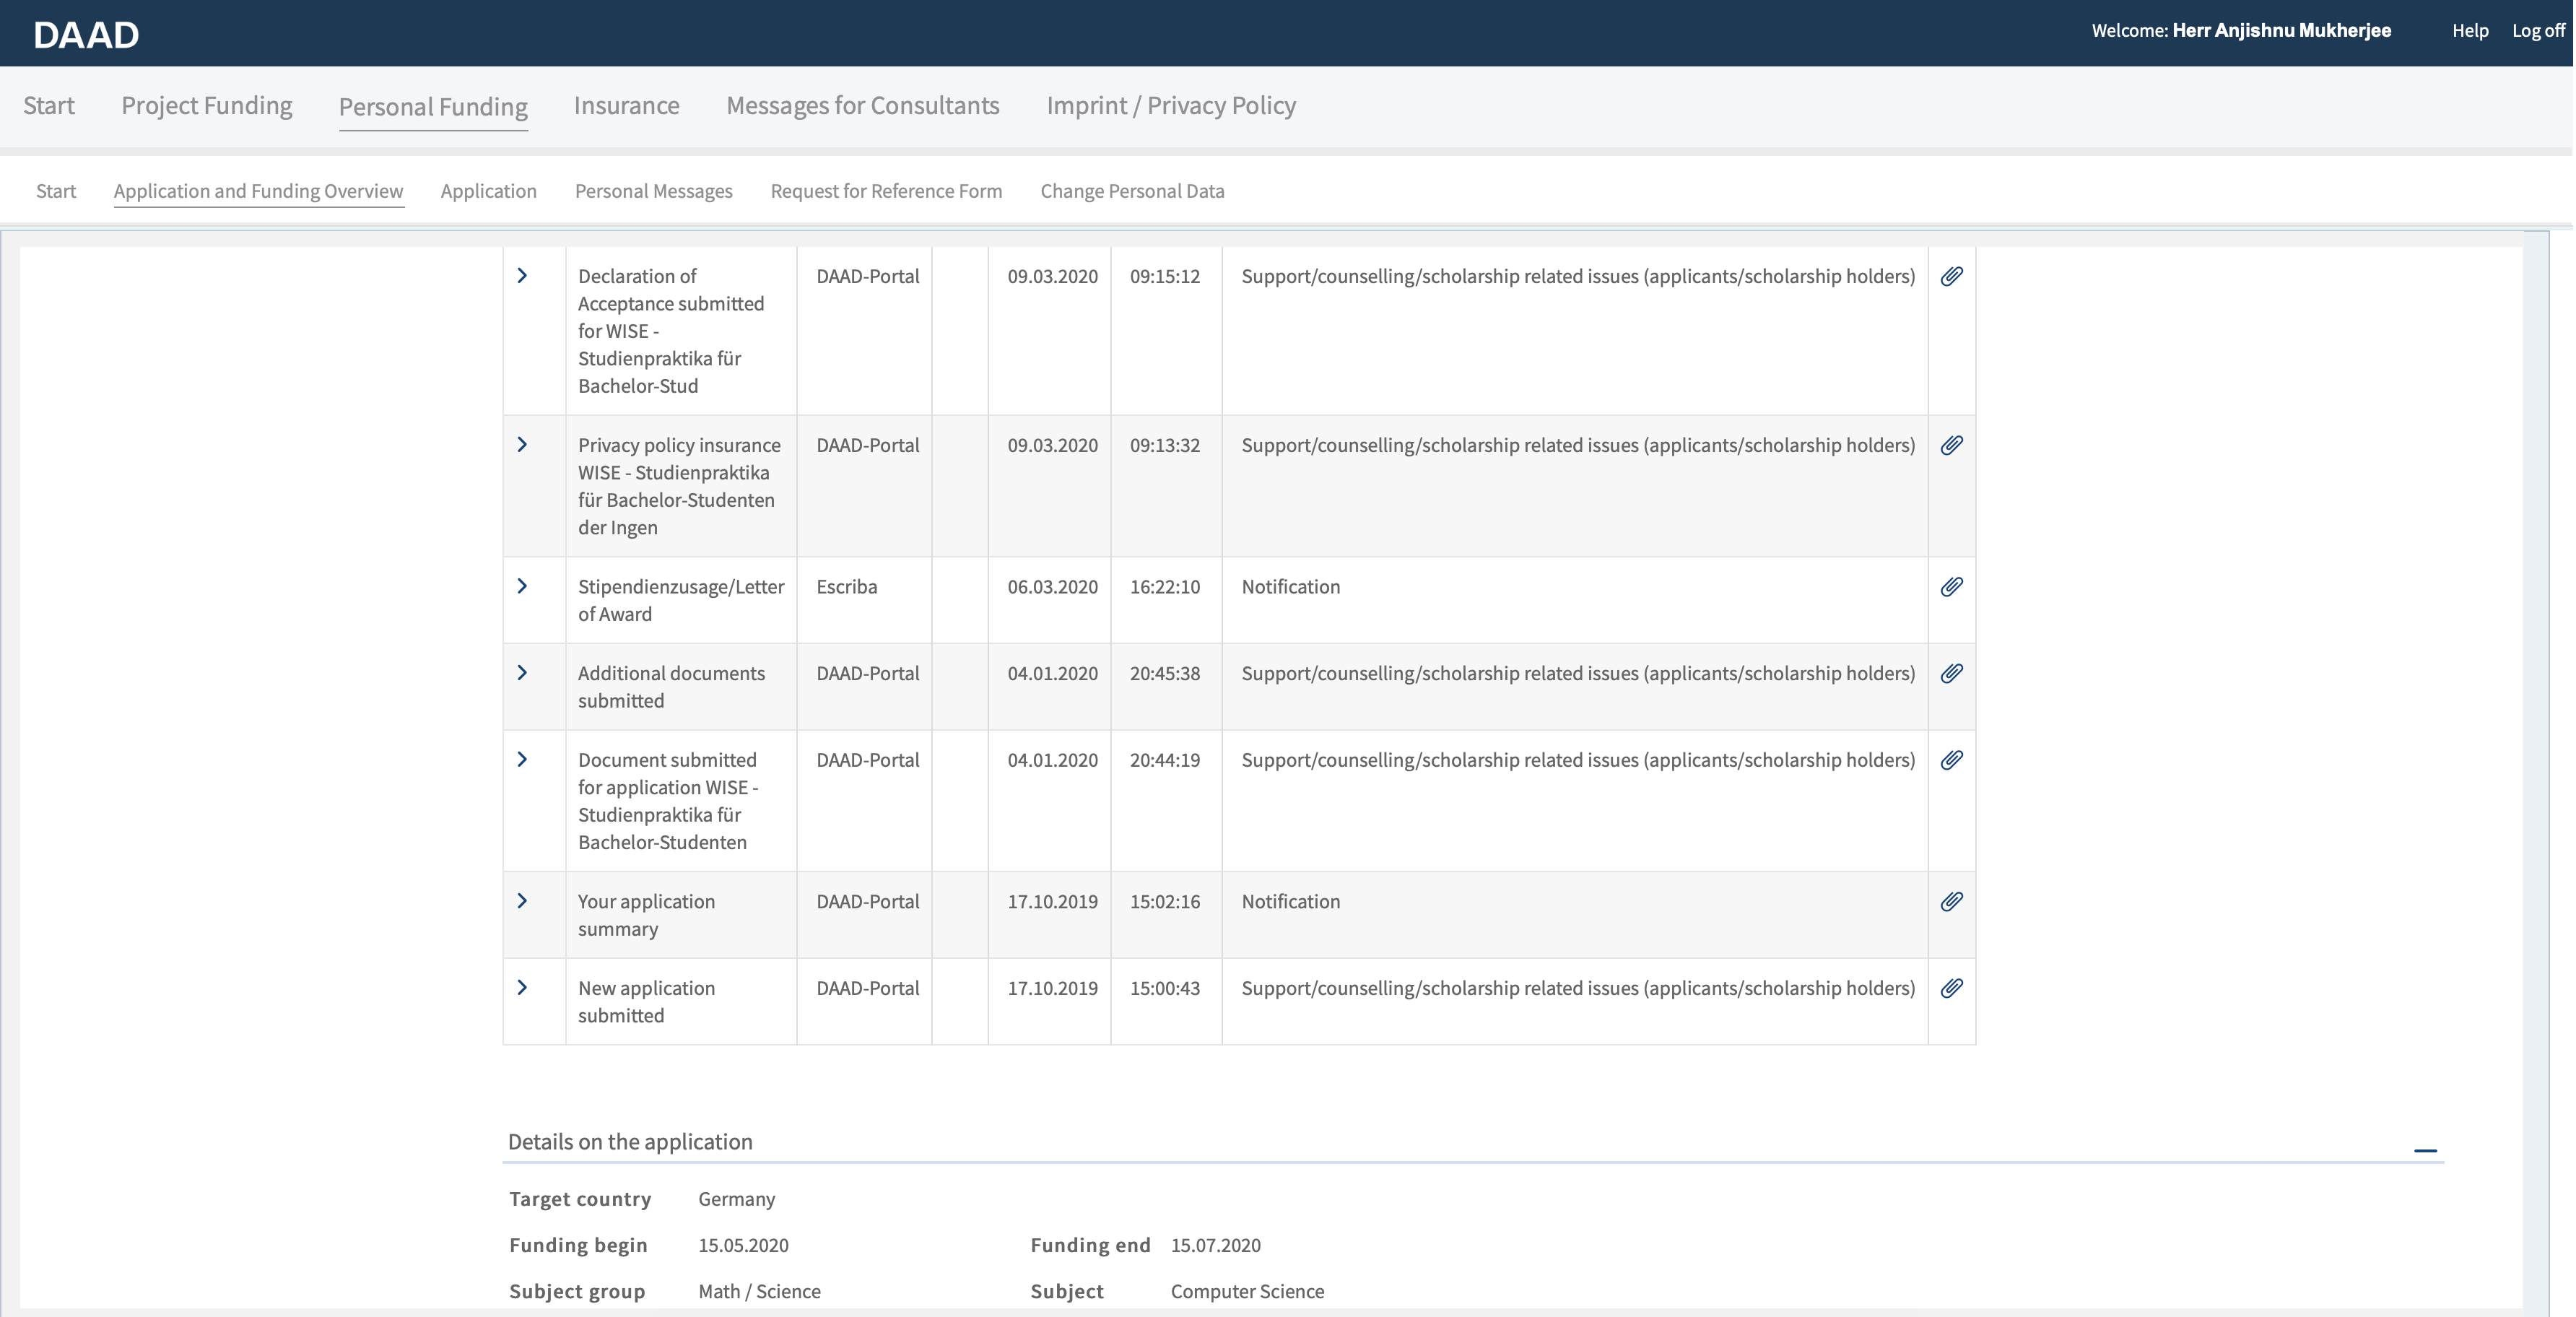 DAAD
Welcome: Herr Anjishnu Mukherjee Help Log off
Start Project Funding Personal Funding Insurance Messages for Consultants Imprint / Privacy Policy
Start Application and Funding Overview Application Personal Messages Request for Reference Form Change Personal Data
Declaration of DAAD-Portal 09.03.2020 09:15:12 Support/counselling/scholarship related issues (applicants/scholarship holders)
Acceptance submitted
for WISE -
Studienpraktika für
Bachelor-Stud
Privacy policy insurance DAAD-Portal 09.03.2020 09:13:32 Support/counselling/scholarship related issues (applicants/scholarship holders)
WISE - Studienpraktika
für Bachelor-Studenten
der Ingen
Stipendienzusage/Letter Escriba 06.03.2020 16:22:10 Notification
of Award
Additional documents DAAD-Portal 04.01.2020 20:45:38 Support/counselling/scholarship related issues (applicants/scholarship holders)
submitted
Document submitted DAAD-Portal 04.01.2020 20:44:19 Support/counselling/scholarship related issues (applicants/scholarship holders)
for application WISE -
Studienpraktika für
Bachelor-Studenten
Your application DAAD-Portal 17.10.2019 15:02:16 Notification
summary
New application DAAD-Portal 17.10.2019 15:00:43 Support/counselling/scholarship related issues (applicants/scholarship holders)
submitted
Details on the application
Target country Germany
Funding begin 15.05.2020 Funding end 15.07.2020
Subject group Math / Science Subject Computer Science